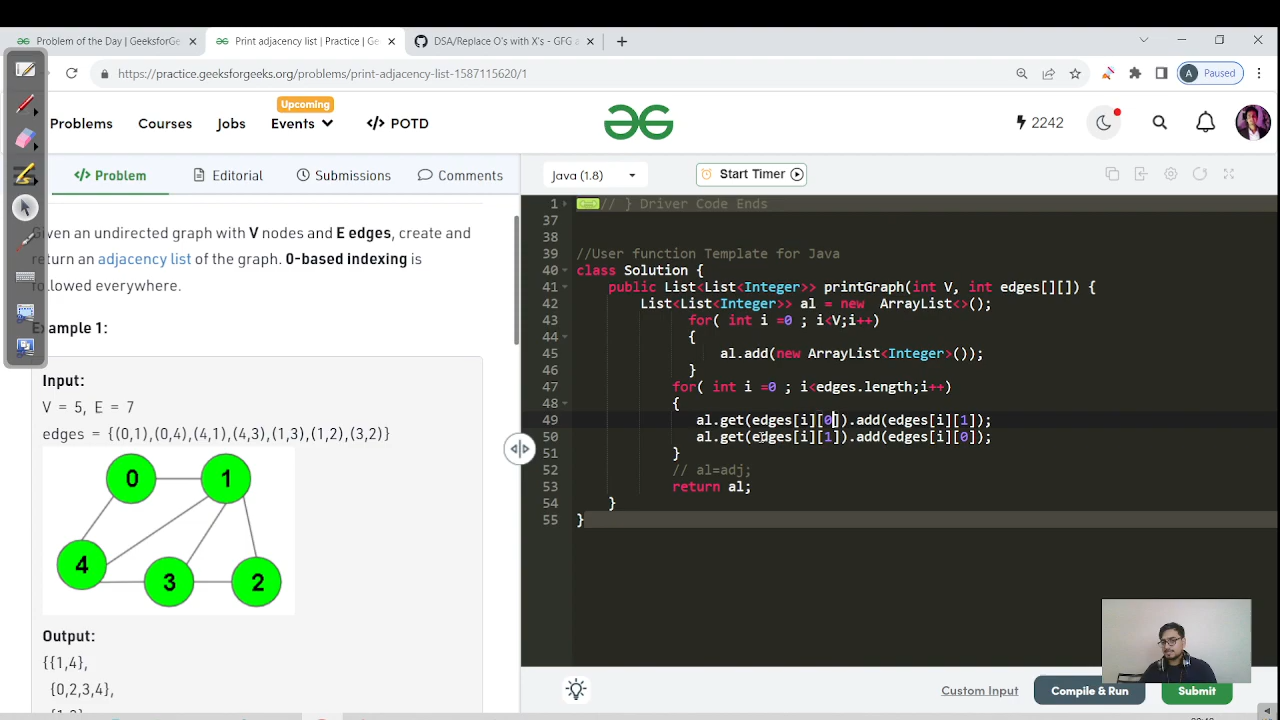 Problem of the Day | GeeksforGeeks
Print adjacency list | Practice | Ge
DSA/Replace O's with X's - GFG a
https://practice.geeksforgeeks.org/problems/print-adjacency-list-1587115620/1
A Paused
Problems
Courses
Jobs
Upcoming
Events
</> POTD
2242
</> Problem
Editorial
Submissions
Comments
Java (1.8)
Start Timer
Given an undirected graph with V nodes and E edges, create and
return an adjacency list of the graph. 0-based indexing is
followed everywhere.
Example 1:
Input:
V = 5, E = 7
edges = {(0,1),(0,4),(4,1),(4,3),(1,3),(1,2),(3,2)}
0 1
4 3 2
Output:
{{1,4},
{0,2,3,4},
1 // } Driver Code Ends
37
38
39 //User function Template for Java
40 class Solution {
41 public List<List<Integer>> printGraph(int V, int edges[][]) {
42 List<List<Integer>> al = new ArrayList<>();
43 for( int i =0 ; i<V;i++)
44 {
45 al.add(new ArrayList<Integer>());
46 }
47 for( int i =0 ; i<edges.length;i++)
48 {
49 al.get(edges[i][0]).add(edges[i][1]);
50 al.get(edges[i][1]).add(edges[i][0]);
51 }
52 // al=adj;
53 return al;
54 }
55 }
Custom Input
Compile & Run
Submit